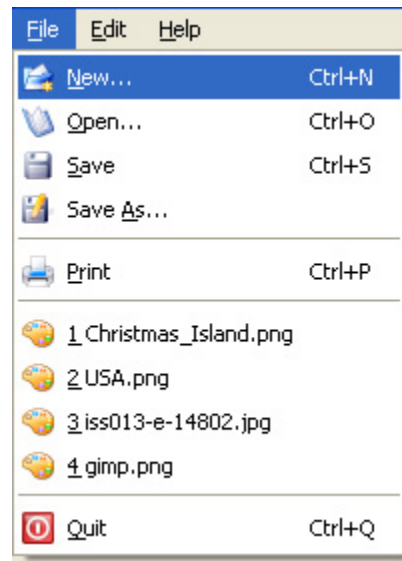 File Edit Help
New... Ctrl+N
Open... Ctrl+O
Save Ctrl+S
Save As...
Print Ctrl+P
1 Christmas_Island.png
2 USA.png
3 iss013-e-14802.jpg
4 gimp.png
Quit Ctrl+Q